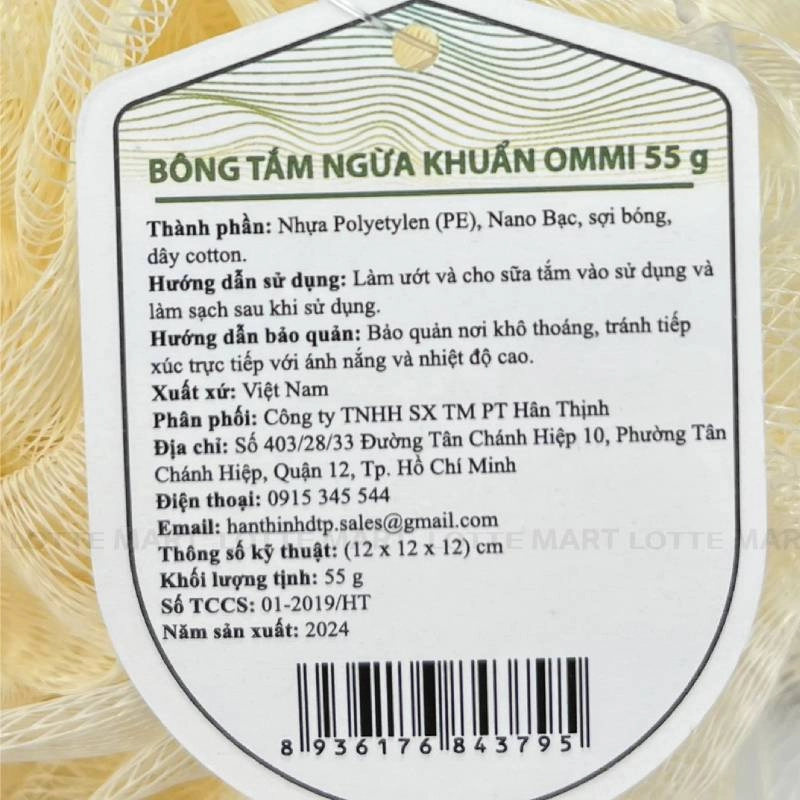 BÔNG TẮM NGỪA KHUẨN OMMI 55 g
Thành phần: Nhựa Polyetylen (PE), Nano Bạc, sợi bóng,
dây cotton.
Hướng dẫn sử dụng: Làm ướt và cho sữa tắm vào sử dụng và
làm sạch sau khi sử dụng.
Hướng dẫn bảo quản: Bảo quản nơi khô thoáng, tránh tiếp
xúc trực tiếp với ánh nắng và nhiệt độ cao.
Xuất xứ: Việt Nam
Phân phối: Công ty TNHH SX TM PT Hân Thịnh
Địa chỉ: Số 403/28/33 Đường Tân Chánh Hiệp 10, Phường Tân
Chánh Hiệp, Quận 12, Tp. Hồ Chí Minh
Điện thoại: 0915 345 544
Email: hanthinhdtp.sales@gmail.com
LOTTE MART LOTTE MART LOTTE MART
Thông số kỹ thuật: (12 x 12 x 12) cm
Khối lượng tịnh: 55 g
Số TCCS: 01-2019/HT
Năm sản xuất: 2024
8 936176 843795